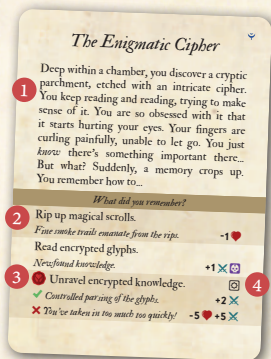 The Enigmatic Cipher
Deep within a chamber, you discover a cryptic
1 parchment, etched with an intricate cipher.
You keep reading and reading, trying to make
sense of it. You are so obsessed with it that
it starts hurting your eyes. Your fingers are
curling painfully, unable to let go. You just
know there's something important there...
But what? Suddenly, a memory crops up.
You remember how to...
What did you remember?
2 Rip up magical scrolls.
Fine smoke trails emanate from the rips. -1
Read encrypted glyphs.
Newfound knowledge. +1
3 Unravel encrypted knowledge. 4
Controlled parsing of the glyphs. +2
You've taken in too much too quickly! -5 +5